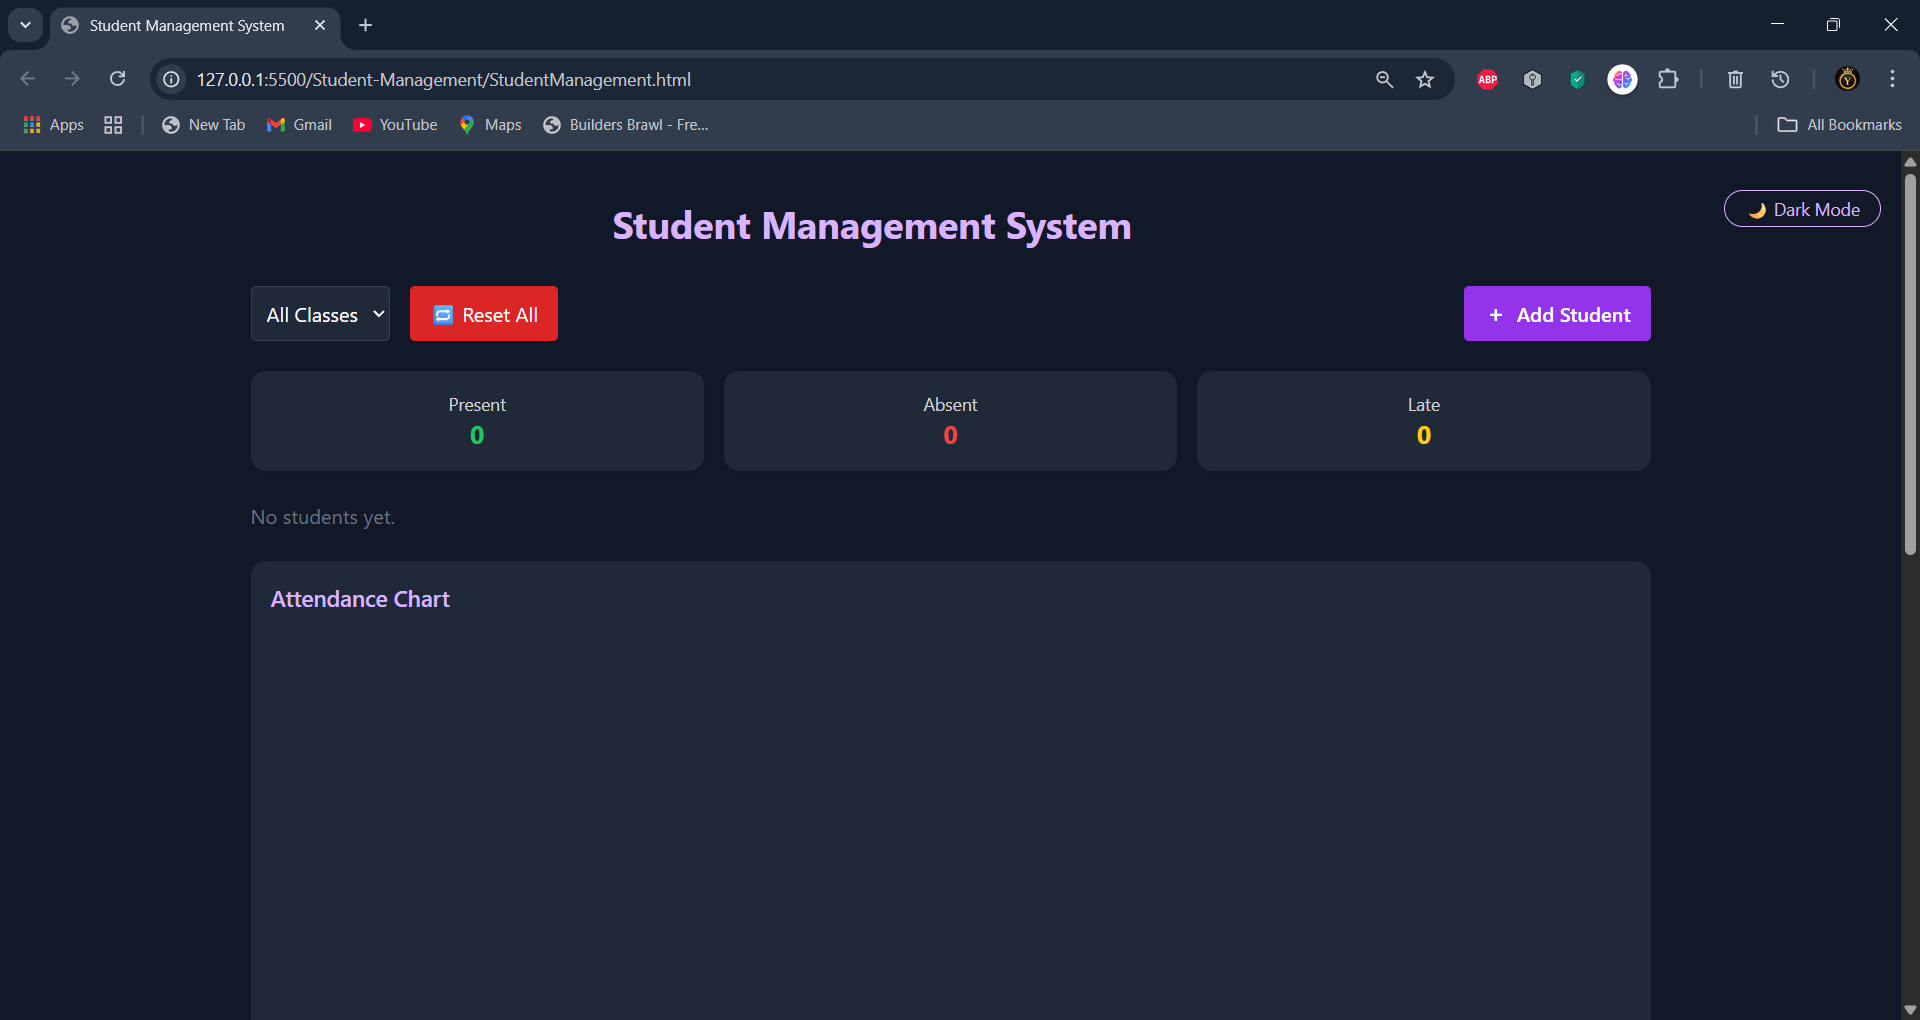 Student Management System
127.0.0.1:5500/Student-Management/StudentManagement.html
ABP
Y
Apps
New Tab
Gmail
YouTube
Maps
Builders Brawl - Fre...
All Bookmarks
Student Management System
🌙 Dark Mode
All Classes
🔁 Reset All
+ Add Student
Present
0
Absent
0
Late
0
No students yet.
Attendance Chart